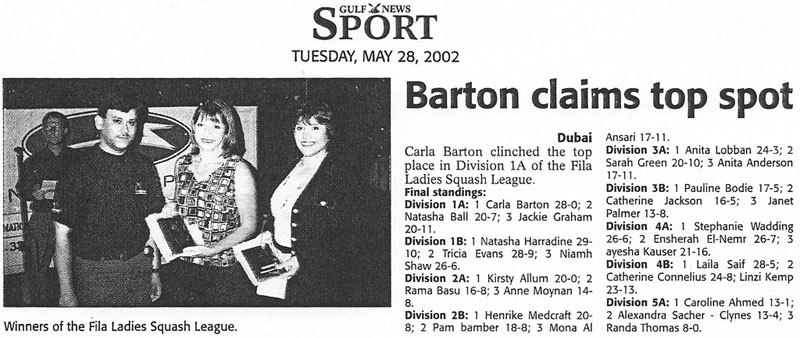 GULF NEWS
SPORT
TUESDAY, MAY 28, 2002
Barton claims top spot
Dubai
Carla Barton clinched the top
place in Division 1A of the Fila
Ladies Squash League.
Final standings:
Division 1A: 1 Carla Barton 28-0; 2
Natasha Ball 20-7; 3 Jackie Graham
20-11.
Division 1B: 1 Natasha Harradine 29-
10; 2 Tricia Evans 28-9; 3 Niamh
Shaw 26-6.
Division 2A: 1 Kirsty Allum 20-0; 2
Rama Basu 16-8; 3 Anne Moynan 14-
8.
Division 2B: 1 Henrike Medcraft 20-
8; 2 Pam bamber 18-8; 3 Mona Al
Ansari 17-11.
Division 3A: 1 Anita Lobban 24-3; 2
Sarah Green 20-10; 3 Anita Anderson
17-11.
Division 3B: 1 Pauline Bodie 17-5; 2
Catherine Jackson 16-5; 3 Janet
Palmer 13-8.
Division 4A: 1 Stephanie Wadding
26-6; 2 Ensherah El-Nemr 26-7; 3
ayesha Kauser 21-16.
Division 4B: 1 Laila Saif 28-5; 2
Catherine Connelius 24-8; Linzi Kemp
23-13.
Division 5A: 1 Caroline Ahmed 13-1;
2 Alexandra Sacher - Clynes 13-4; 3
Randa Thomas 8-0.
Winners of the Fila Ladies Squash League.